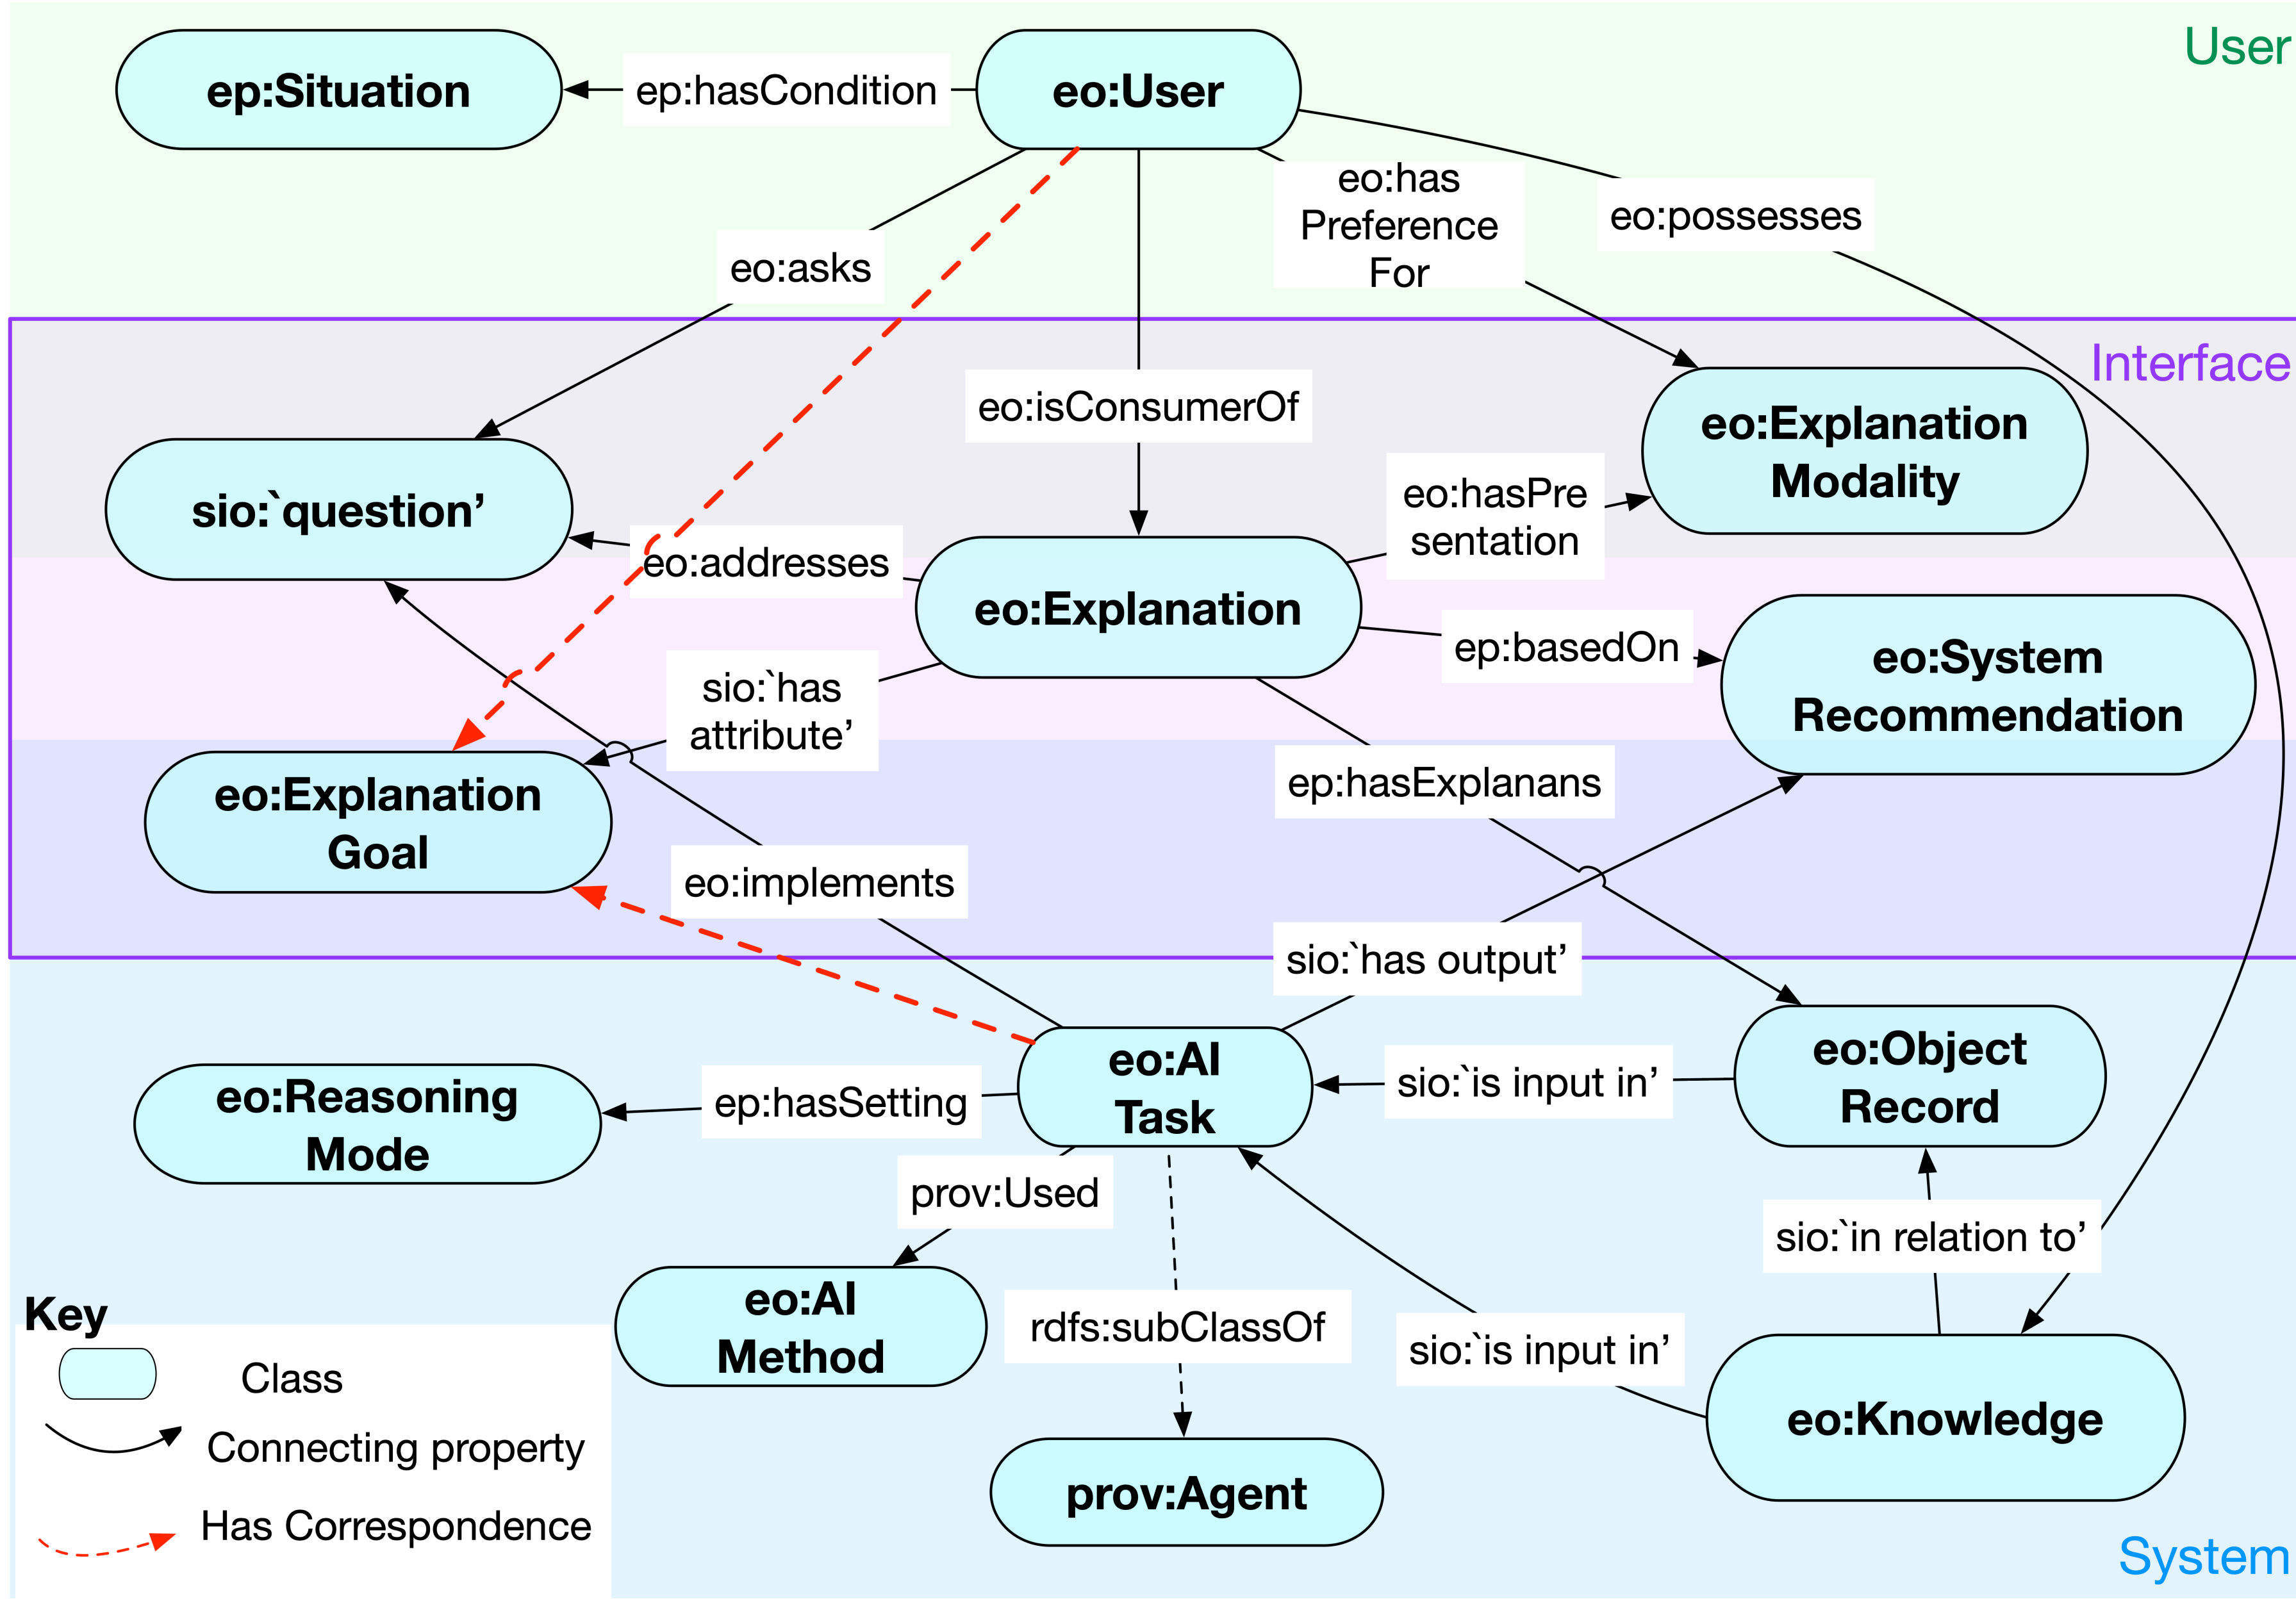 User
ep:Situation
ep:hasCondition
eo:User
eo:has
Preference
For
eo:possesses
eo:asks
Interface
eo:isConsumerOf
eo:Explanation
Modality
sio:`question’
eo:hasPre
sentation
eo:addresses
eo:Explanation
ep:basedOn
eo:System
Recommendation
sio:`has
attribute’
ep:hasExplanans
eo:Explanation
Goal
eo:implements
sio:`has output’
eo:AI
Task
sio:`is input in’
eo:Object
Record
eo:Reasoning
Mode
ep:hasSetting
prov:Used
sio:`in relation to’
eo:AI
Method
rdfs:subClassOf
sio:`is input in’
eo:Knowledge
prov:Agent
Key
Class
Connecting property
Has Correspondence
System